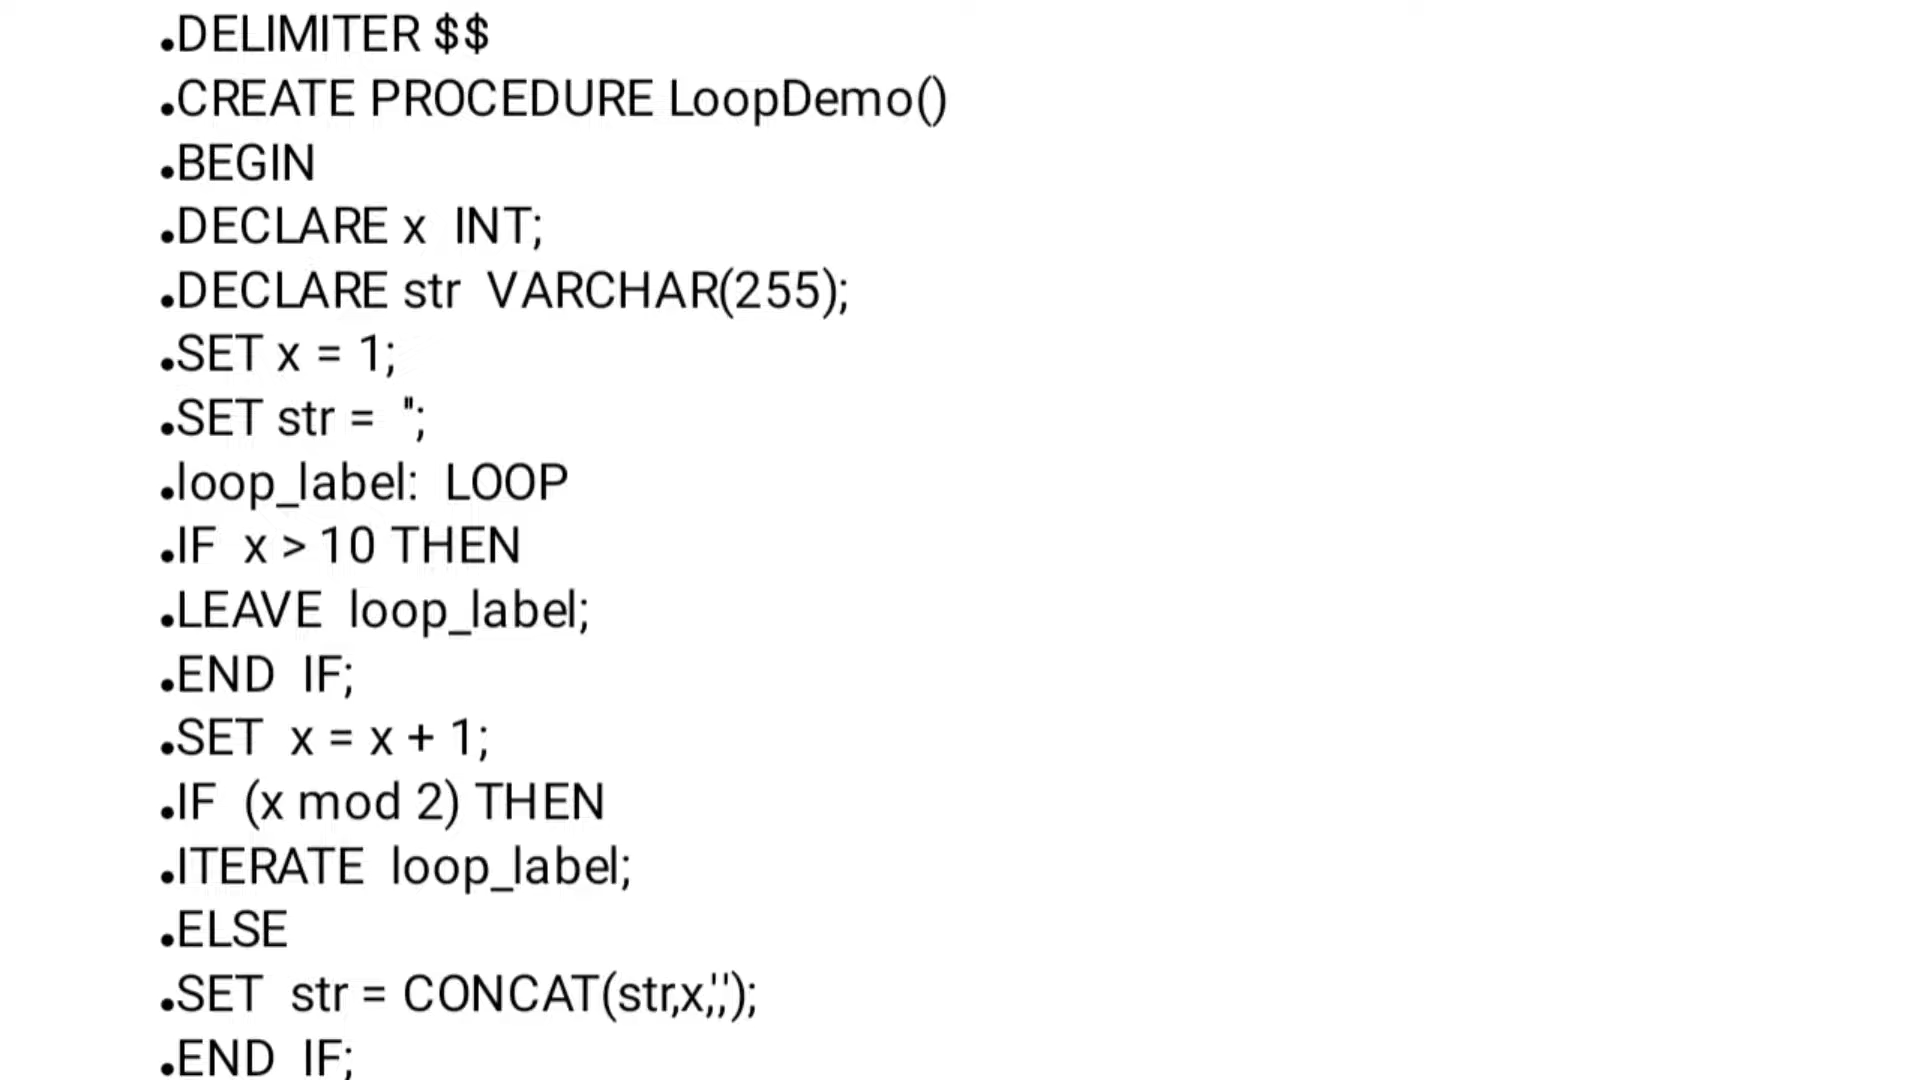 .DELIMITER $$
.CREATE PROCEDURE LoopDemo()
.BEGIN
.DECLARE x  INT;
.DECLARE str  VARCHAR(255);
.SET x = 1;
.SET str =  '';
.loop_label:  LOOP
.IF  x > 10 THEN
.LEAVE  loop_label;
.END  IF;
.SET  x = x + 1;
.IF  (x mod 2) THEN
.ITERATE  loop_label;
.ELSE
.SET  str = CONCAT(str,x,',');
.END  IF;